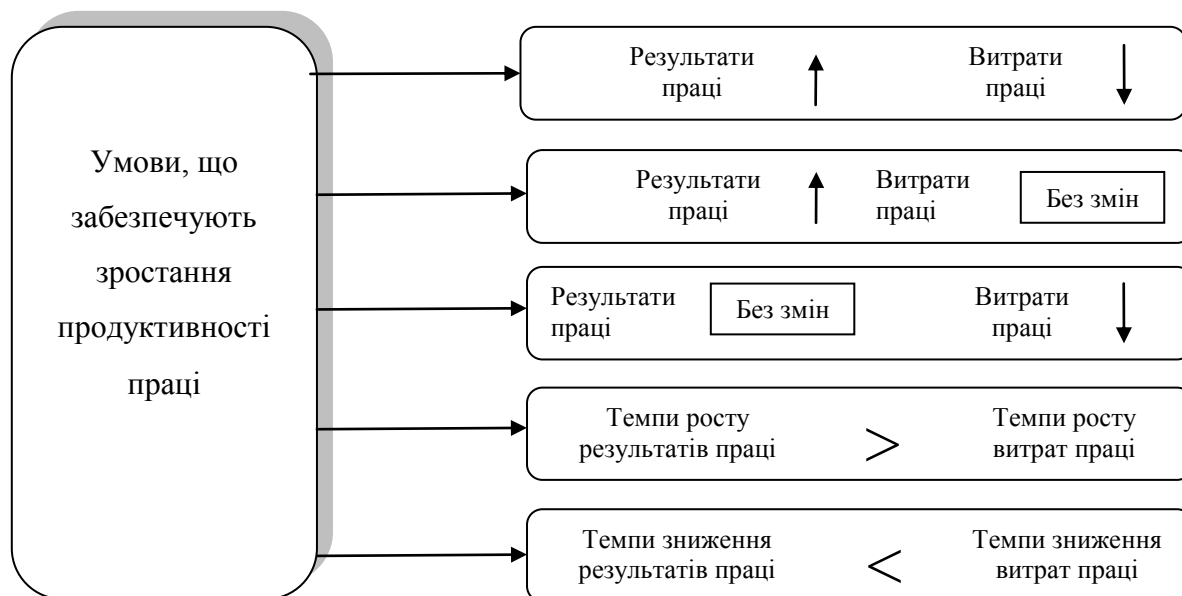 Умови, що
забезпечують
зростання
продуктивності
праці
Результати
праці
Витрати
праці
Результати
праці
Витрати
праці
Без змін
Результати
праці
Без змін
Витрати
праці
Темпи росту
результатів праці
>
Темпи росту
витрат праці
Темпи зниження
результатів праці
<
Темпи зниження
витрат праці